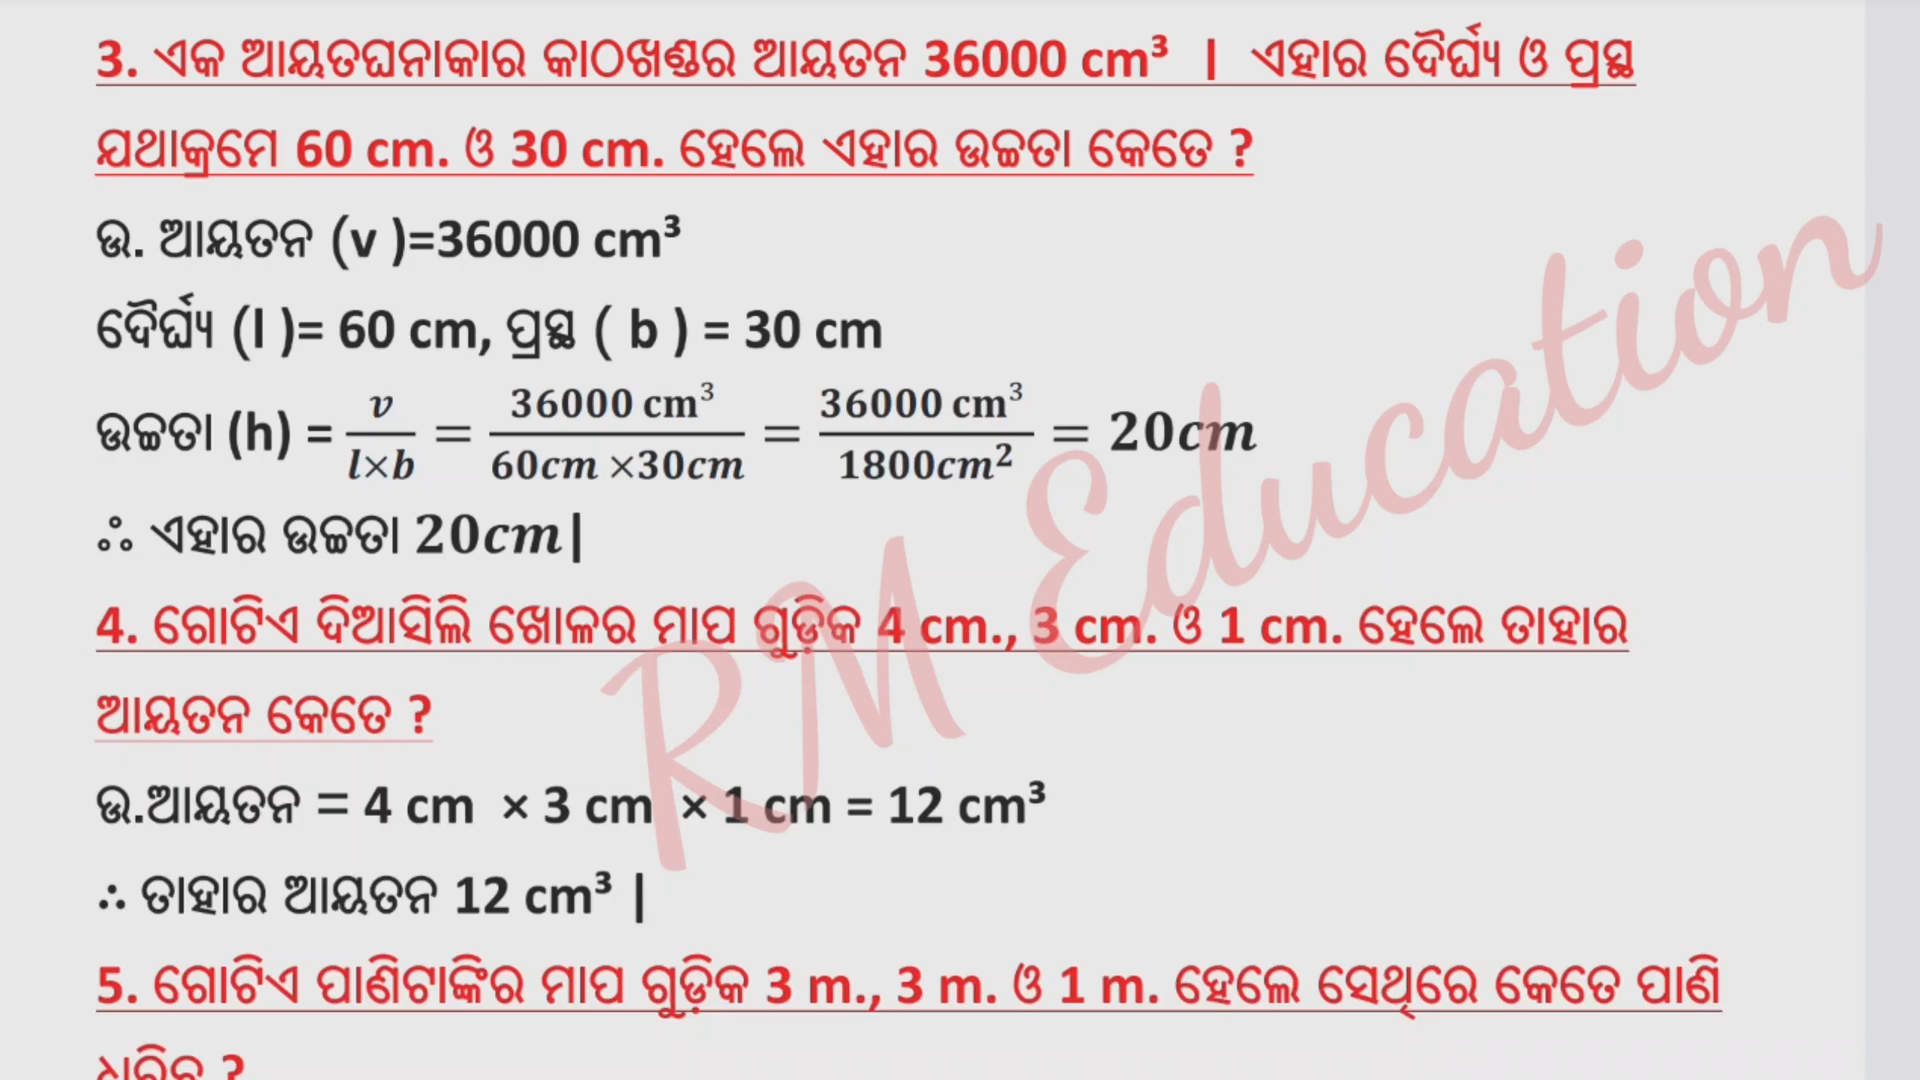 3. ଏକ ଆୟତଘନାକାର କାଠଖଣ୍ଡର ଆୟତନ 36000 cm³ | ଏହାର ଦୈର୍ଘ୍ୟ ଓ ପ୍ରସ୍ଥ
ଯଥାକ୍ରମେ 60 cm. ଓ 30 cm. ହେଲେ ଏହାର ଉଚ୍ଚତା କେତେ ?
ଉ. ଆୟତନ (v )=36000 cm³
ଦୈର୍ଘ୍ୟ (l )= 60 cm, ପ୍ରସ୍ଥ ( b ) = 30 cm
ଉଚ୍ଚତା (h) = v/l×b = 36000 cm³/60cm ×30cm = 36000 cm³/1800cm² = 20cm
∴ ଏହାର ଉଚ୍ଚତା 20cm|
4. ଗୋଟିଏ ଦିଆସିଲି ଖୋଳର ମାପ ଗୁଡ଼ିକ 4 cm., 3 cm. ଓ 1 cm. ହେଲେ ତାହାର
ଆୟତନ କେତେ ?
ଉ.ଆୟତନ = 4 cm × 3 cm × 1 cm = 12 cm³
∴ ତାହାର ଆୟତନ 12 cm³ |
5. ଗୋଟିଏ ପାଣିଟାଙ୍କିର ମାପ ଗୁଡ଼ିକ 3 m., 3 m. ଓ 1 m. ହେଲେ ସେଥିରେ କେତେ ପାଣି
ଧରିବ ?
RM Education